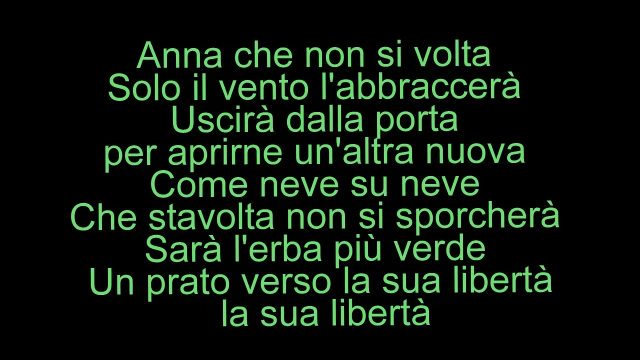 Anna che non si volta
Solo il vento l'abbraccerà
Uscirà dalla porta
per aprirne un'altra nuova
Come neve su neve
Che stavolta non si sporcherà
Sarà l'erba più verde
Un prato verso la sua libertà
la sua libertà